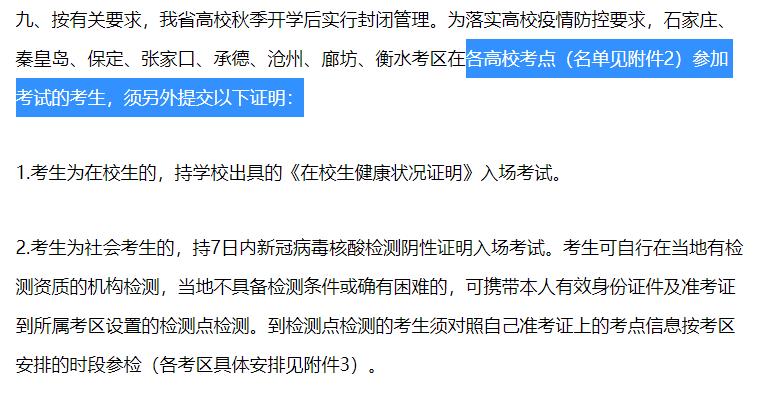 九、按有关要求，我省高校秋季开学后实行封闭管理。为落实高校疫情防控要求，石家庄、
秦皇岛、保定、张家口、承德、沧州、廊坊、衡水考区在各高校考点（名单见附件2）参加
考试的考生，须另外提交以下证明：
1.考生为在校生的，持学校出具的《在校生健康状况证明》入场考试。
2.考生为社会考生的，持7日内新冠病毒核酸检测阴性证明入场考试。考生可自行在当地有检
测资质的机构检测，当地不具备检测条件或确有困难的，可携带本人有效身份证件及准考证
到所属考区设置的检测点检测。到检测点检测的考生须对照自己准考证上的考点信息按考区
安排的时段参检（各考区具体安排见附件3）。